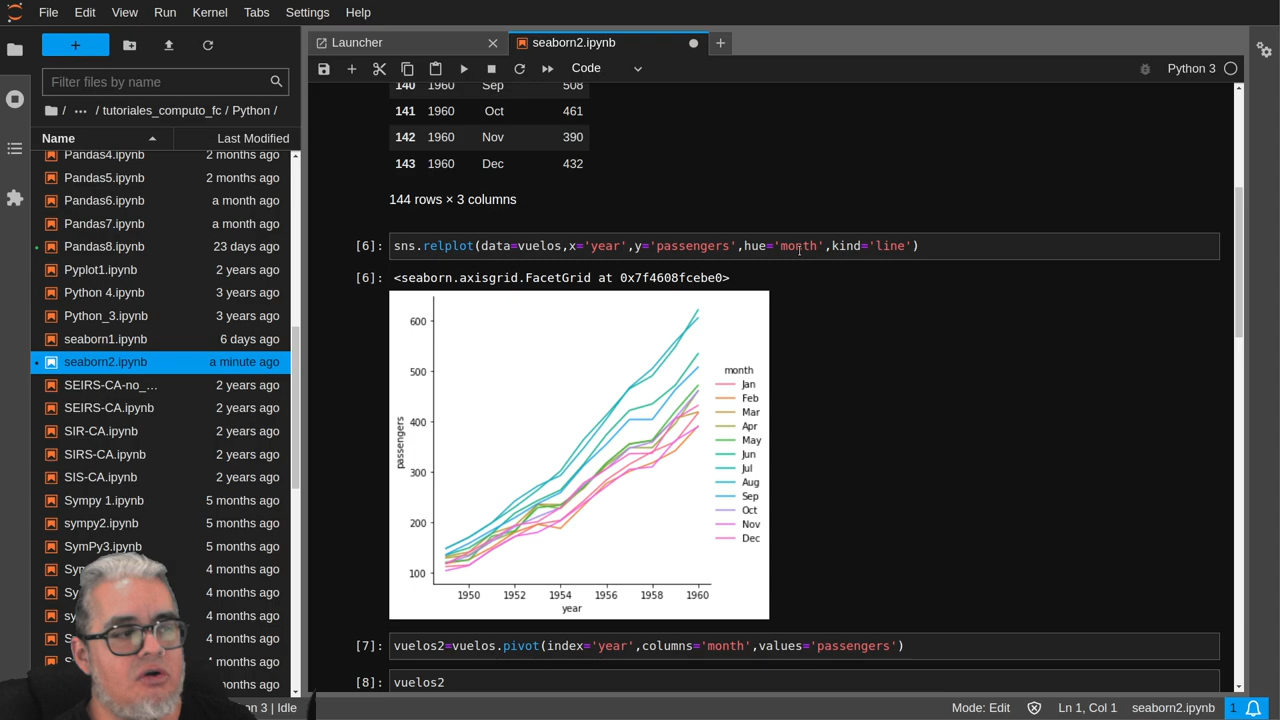 File Edit View Run Kernel Tabs Settings Help
Launcher
seaborn2.ipynb
Code
Python 3
Filter files by name
/ ... / tutoriales_computo_fc / Python /
Name Last Modified
Pandas4.ipynb 2 months ago
Pandas5.ipynb 2 months ago
Pandas6.ipynb a month ago
Pandas7.ipynb a month ago
Pandas8.ipynb 23 days ago
Pyplot1.ipynb 2 years ago
Python 4.ipynb 3 years ago
Python_3.ipynb 3 years ago
seaborn1.ipynb 6 days ago
seaborn2.ipynb a minute ago
SEIRS-CA-no_... 2 years ago
SEIRS-CA.ipynb 2 years ago
SIR-CA.ipynb 2 years ago
SIRS-CA.ipynb 2 years ago
SIS-CA.ipynb 2 years ago
Sympy 1.ipynb 5 months ago
sympy2.ipynb 5 months ago
SymPy3.ipynb 5 months ago
4 months ago
4 months ago
4 months ago
4 months ago
months ago
months ago
140 1960 Sep 508
141 1960 Oct 461
142 1960 Nov 390
143 1960 Dec 432
144 rows × 3 columns
[6]: sns.relplot(data=vuelos,x='year',y='passengers',hue='month',kind='line')
[6]: <seaborn.axisgrid.FacetGrid at 0x7f4608fcebe0>
600
500
400
300
200
100
passengers
1950 1952 1954 1956 1958 1960
year
month
Jan
Feb
Mar
Apr
May
Jun
Jul
Aug
Sep
Oct
Nov
Dec
[7]: vuelos2=vuelos.pivot(index='year',columns='month',values='passengers')
[8]: vuelos2
on 3 | Idle
Mode: Edit
Ln 1, Col 1
seaborn2.ipynb
1